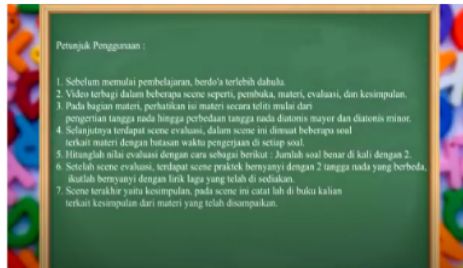 Petunjuk Penggunaan :
1. Sebelum memulai pembelajaran, berdo'a terlebih dahulu.
2. Video terbagi dalam beberapa scene seperti, pembuka, materi, evaluasi, dan kesimpulan.
3. Pada bagian materi, perhatikan isi materi secara teliti mulai dari
pengertian tangga nada hingga perbedaan tangga nada diatonis mayor dan diatonis minor.
4. Selanjutnya terdapat scene evaluasi, dalam scene ini dimuat beberapa soal
terkait materi dengan batasan waktu pengerjaan di setiap soal.
5. Hitunglah nilai evaluasi dengan cara sebagai berikut : Jumlah soal benar di kali dengan 2.
6. Setelah scene evaluasi, terdapat scene praktek bernyanyi dengan 2 tangga nada yang berbeda,
ikutlah bernyanyi dengan lirik lagu yang telah di sediakan.
7. Scene terakhir yaitu kesimpulan, pada scene ini catat lah di buku kalian
terkait kesimpulan dari materi yang telah disampaikan.